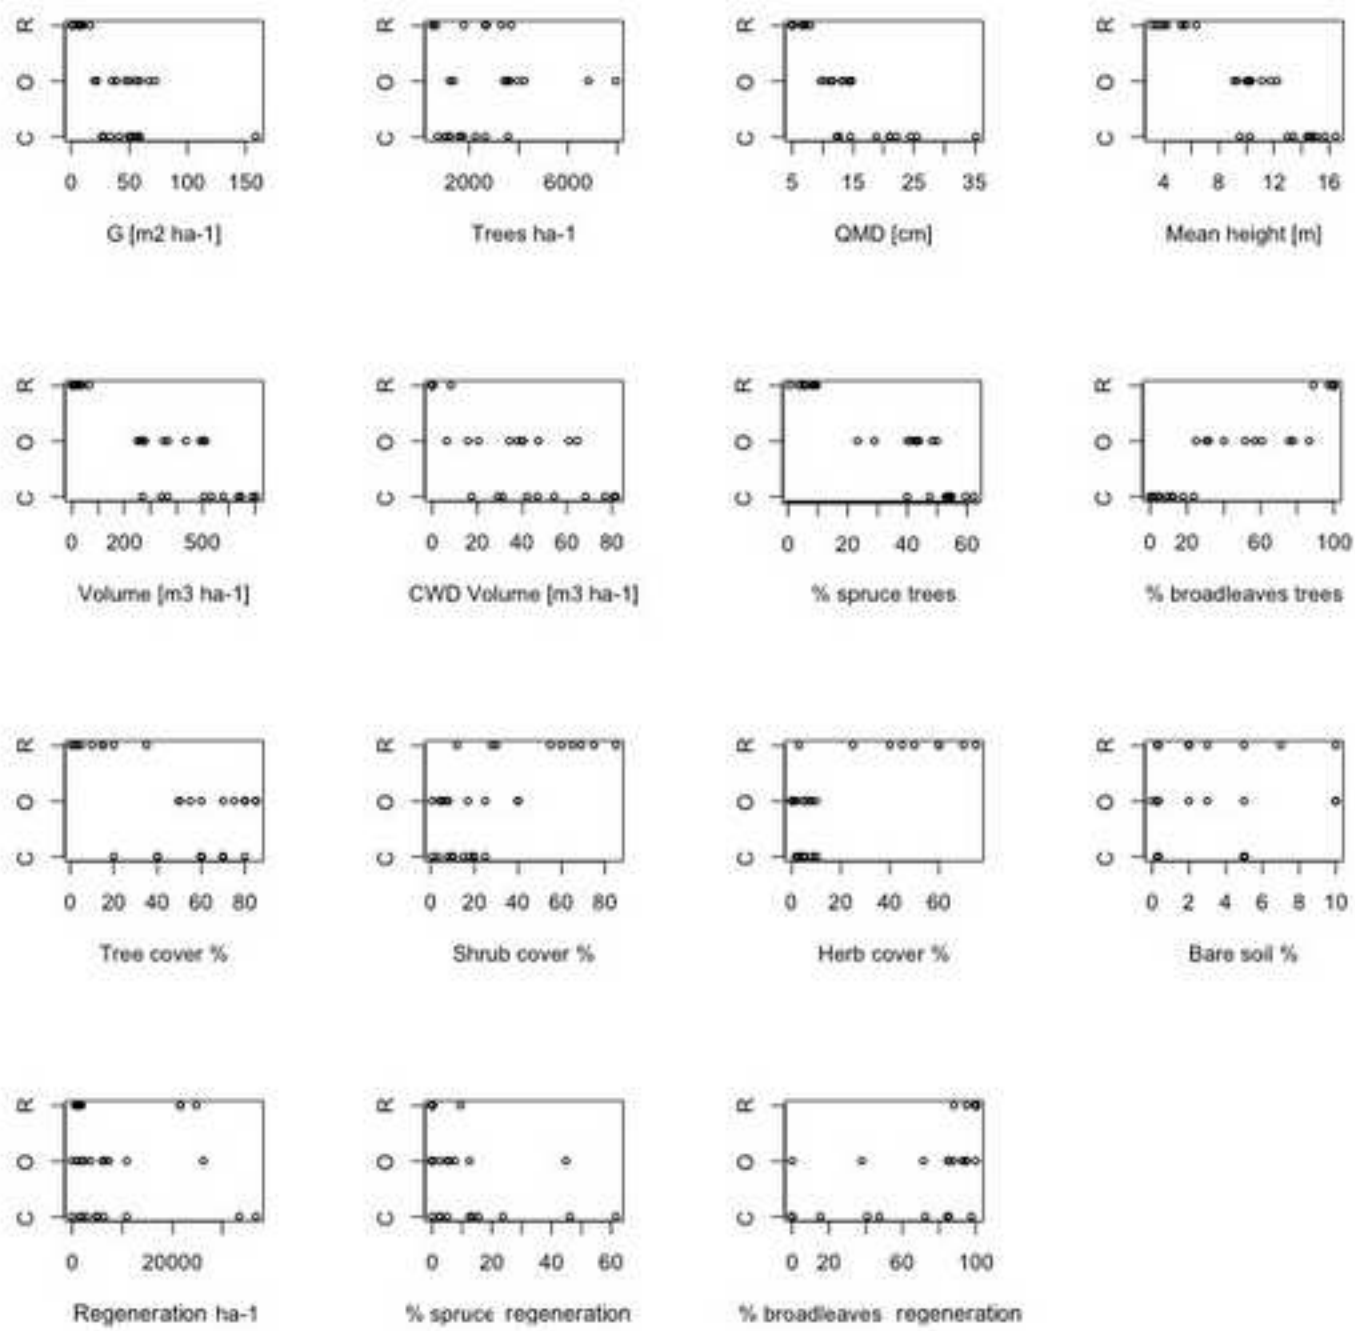 R
O
C
0 50 100 150
G [m2 ha-1]
R
O
C
2000 6000
Trees ha-1
R
O
C
5 15 25 35
QMD [cm]
R
O
C
4 8 12 16
Mean height [m]
R
O
C
0 200 500
Volume [m3 ha-1]
R
O
C
0 20 40 60 80
CWD Volume [m3 ha-1]
R
O
C
0 20 40 60
% spruce trees
R
O
C
0 20 60 100
% broadleaves trees
R
O
C
0 20 40 60 80
Tree cover %
R
O
C
0 20 40 60 80
Shrub cover %
R
O
C
0 20 40 60
Herb cover %
R
O
C
0 2 4 6 8 10
Bare soil %
R
O
C
0 20000
Regeneration ha-1
R
O
C
0 20 40 60
% spruce regeneration
R
O
C
0 20 60 100
% broadleaves regeneration